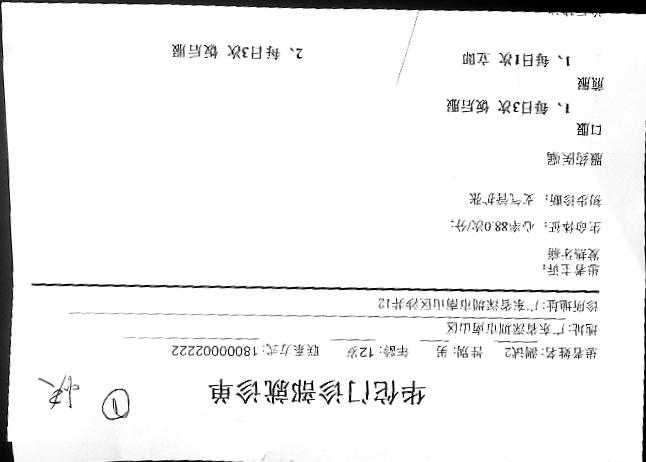 ①
华佗门诊部就诊单
患者姓名: 测试2 性别: 男 年龄: 12岁 联系方式: 18000002222
地址: 广东省深圳市南山区
诊所地址: 广东省深圳市南山区沙井12
患者主诉:
发热牙痛
生命体征: 心率88.0次/分;
初步诊断: 支气管扩张
服药医嘱
口服
1、每日3次 饭后服
煎服
1、每日1次 立即 2、每日3次 饭后服